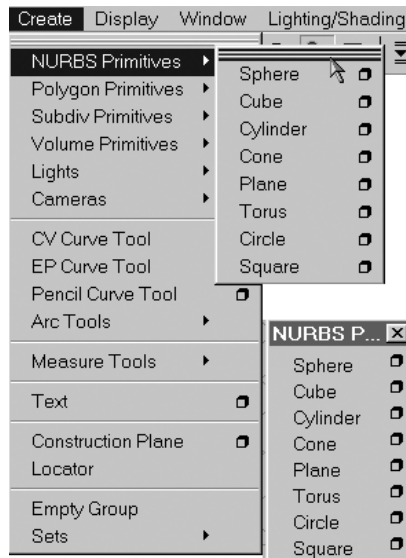 Create Display Window Lighting/Shading
NURBS Primitives
Polygon Primitives
Subdiv Primitives
Volume Primitives
Lights
Cameras
CV Curve Tool
EP Curve Tool
Pencil Curve Tool
Arc Tools
Measure Tools
Text
Construction Plane
Locator
Empty Group
Sets
Sphere
Cube
Cylinder
Cone
Plane
Torus
Circle
Square
NURBS P...
Sphere
Cube
Cylinder
Cone
Plane
Torus
Circle
Square